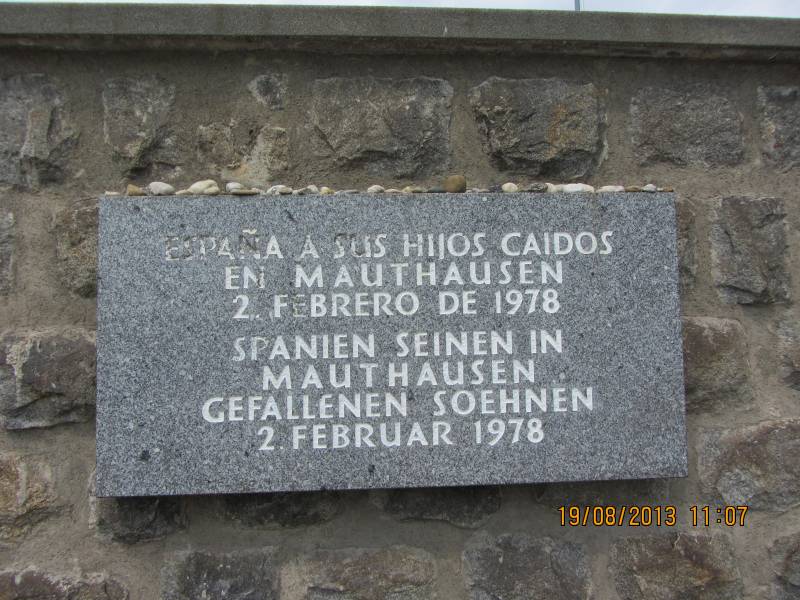 ESPAÑA A SUS HIJOS CAIDOS
EN MAUTHAUSEN
2. FEBRERO DE 1978
SPANIEN SEINEN IN
MAUTHAUSEN
GEFALLENEN SOEHNEN
2. FEBRUAR 1978
19/08/2013 11:07